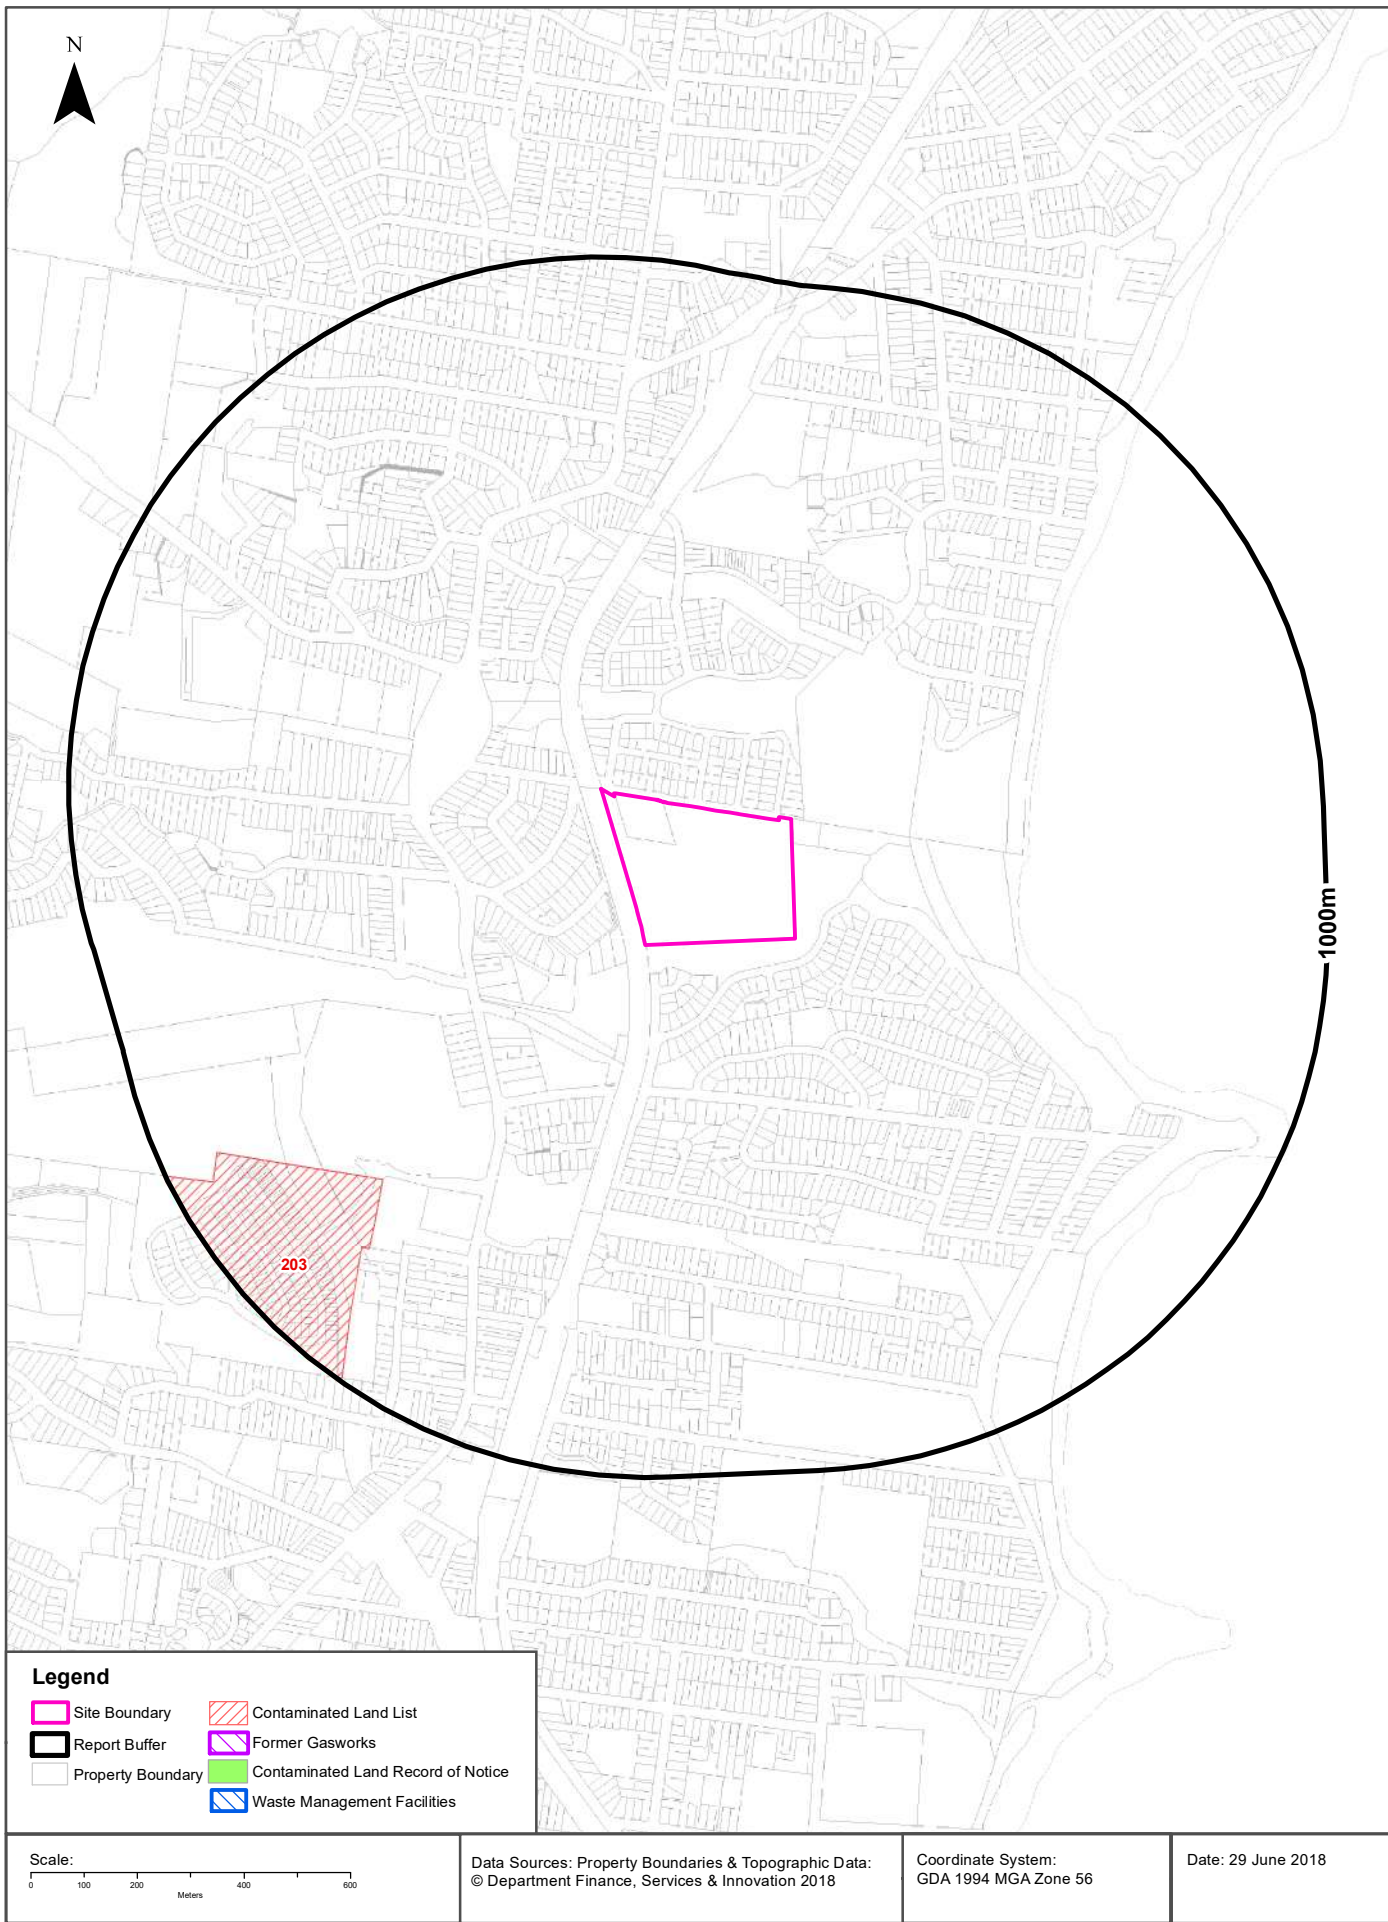 N
1000m
203
Legend
Site Boundary
Report Buffer
Property Boundary
Contaminated Land List
Former Gasworks
Contaminated Land Record of Notice
Waste Management Facilities
Scale:
0 100 200 400 600
Meters
Data Sources: Property Boundaries & Topographic Data:
© Department Finance, Services & Innovation 2018
Coordinate System:
GDA 1994 MGA Zone 56
Date: 29 June 2018